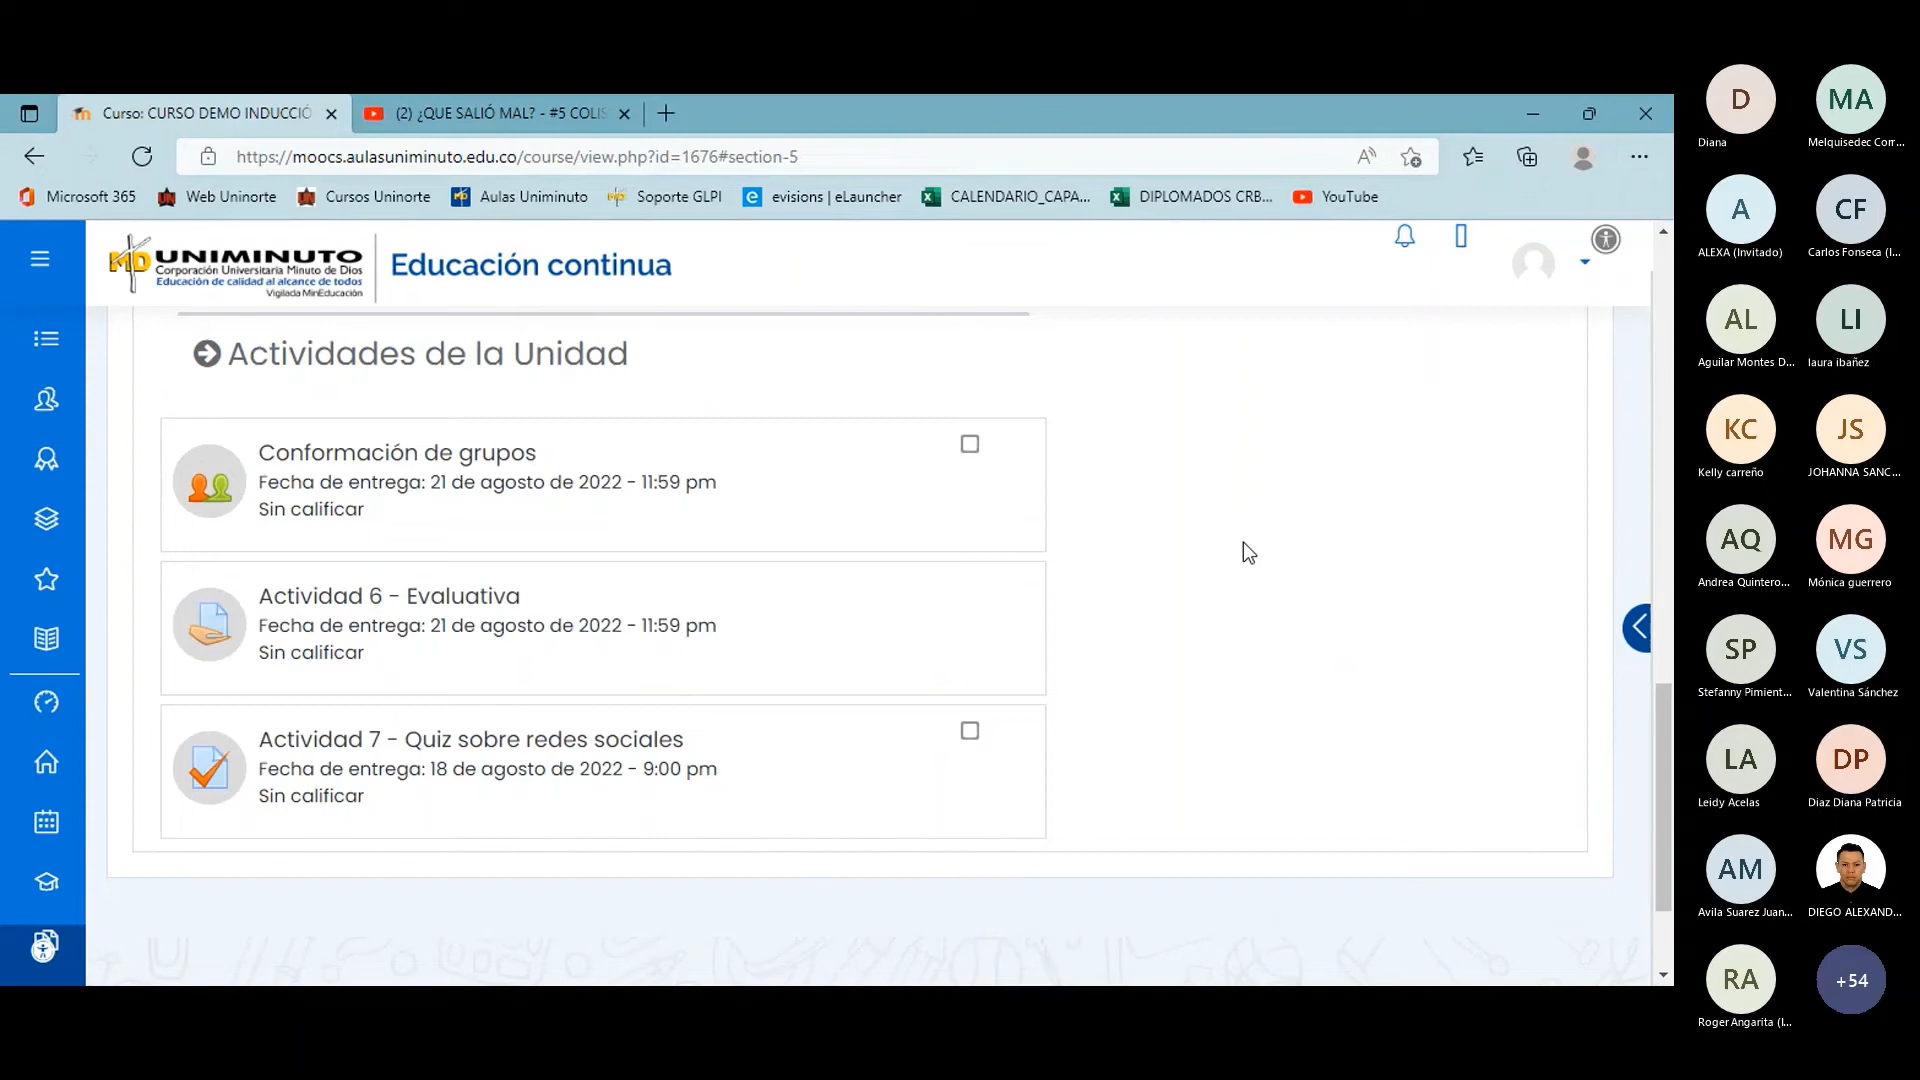 Curso: CURSO DEMO INDUCCIÓ
(2) ¿QUE SALIÓ MAL? - #5 COLIS
https://moocs.aulasuniminuto.edu.co/course/view.php?id=1676#section-5
Microsoft 365
Web Uninorte
Cursos Uninorte
Aulas Uniminuto
Soporte GLPI
evisions | eLauncher
CALENDARIO_CAPA...
DIPLOMADOS CRB...
YouTube
UNIMINUTO
Corporación Universitaria Minuto de Dios
Educación de calidad al alcance de todos
Vigilada MinEducación
Educación continua
Actividades de la Unidad
Conformación de grupos
Fecha de entrega: 21 de agosto de 2022 - 11:59 pm
Sin calificar
Actividad 6 - Evaluativa
Fecha de entrega: 21 de agosto de 2022 - 11:59 pm
Sin calificar
Actividad 7 - Quiz sobre redes sociales
Fecha de entrega: 18 de agosto de 2022 - 9:00 pm
Sin calificar
D
Diana
MA
Melquisedec Corr...
A
ALEXA (Invitado)
CF
Carlos Fonseca (I...
AL
Aguilar Montes D...
LI
laura ibañez
KC
Kelly carreño
JS
JOHANNA SANC...
AQ
Andrea Quintero...
MG
Mónica guerrero
SP
Stefanny Pimient...
VS
Valentina Sánchez
LA
Leidy Acelas
DP
Diaz Diana Patricia
AM
Avila Suarez Juan...
DIEGO ALEXAND...
RA
Roger Angarita (I...
+54